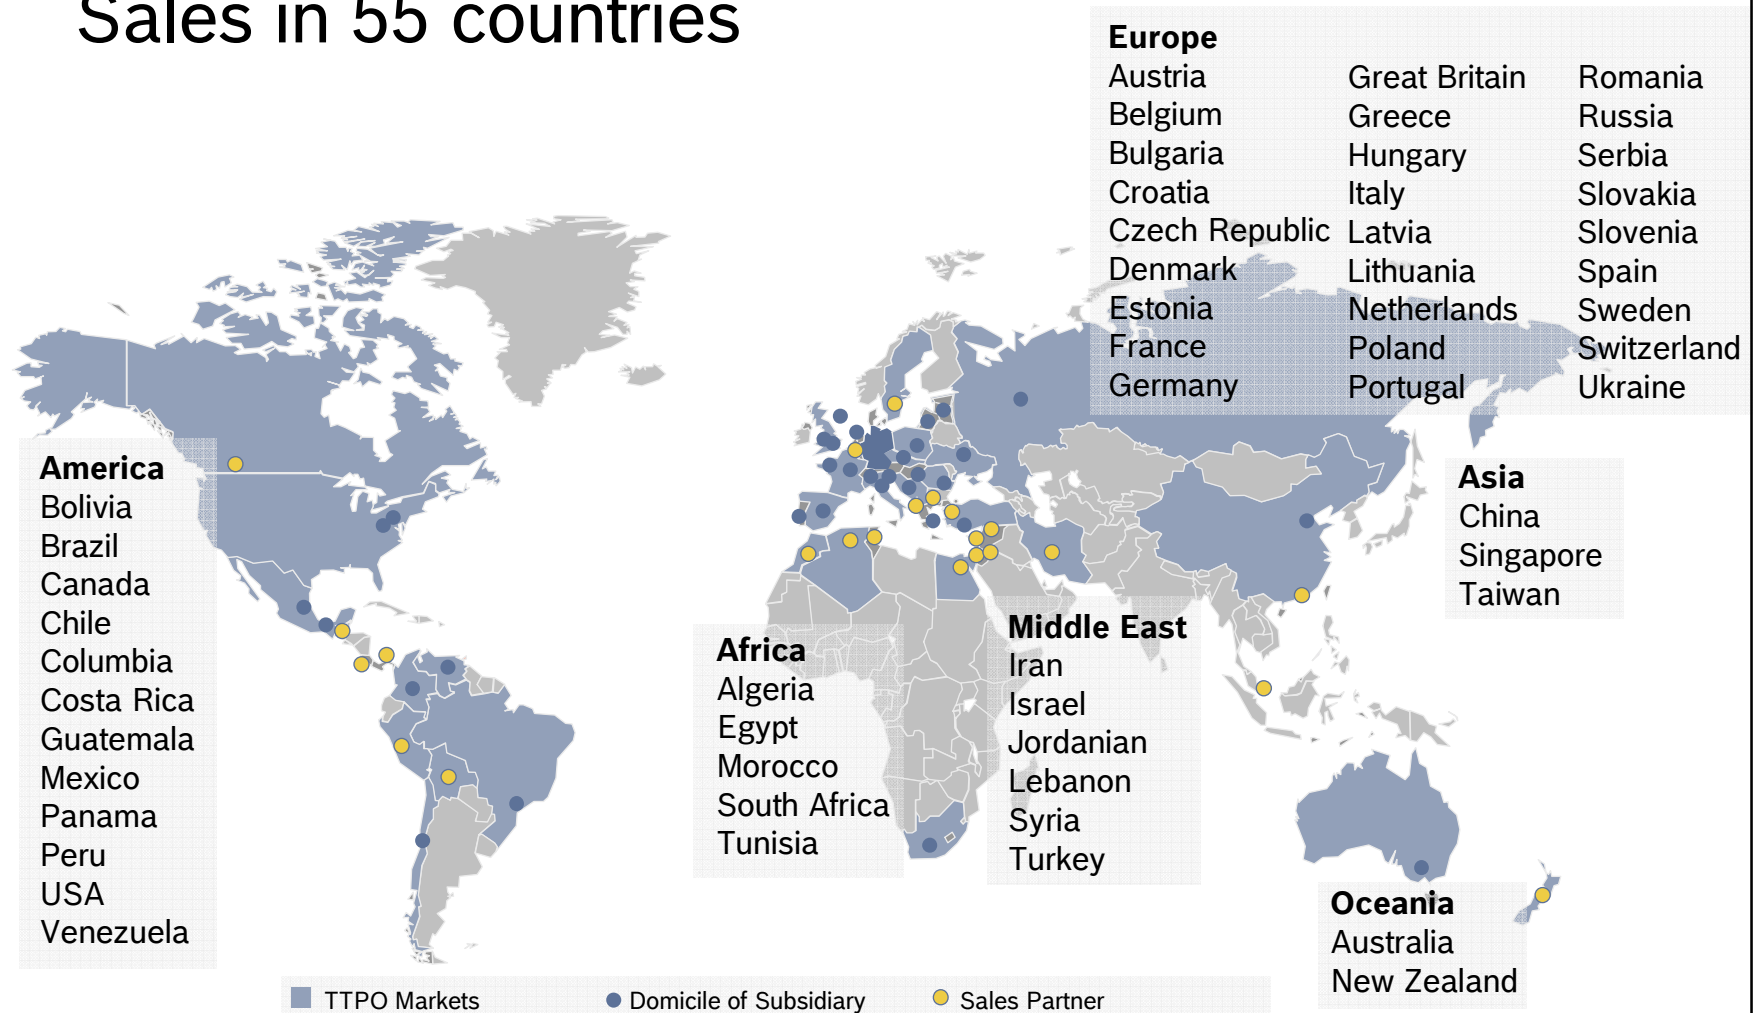 Sales in 55 countries
Europe
Austria
Belgium
Bulgaria
Croatia
Czech Republic
Denmark
Estonia
France
Germany
Great Britain
Greece
Hungary
Italy
Latvia
Lithuania
Netherlands
Poland
Portugal
Romania
Russia
Serbia
Slovakia
Slovenia
Spain
Sweden
Switzerland
Ukraine
America
Bolivia
Brazil
Canada
Chile
Columbia
Costa Rica
Guatemala
Mexico
Panama
Peru
USA
Venezuela
Africa
Algeria
Egypt
Morocco
South Africa
Tunisia
Middle East
Iran
Israel
Jordanian
Lebanon
Syria
Turkey
Asia
China
Singapore
Taiwan
Oceania
Australia
New Zealand
TTPO Markets
Domicile of Subsidiary
Sales Partner